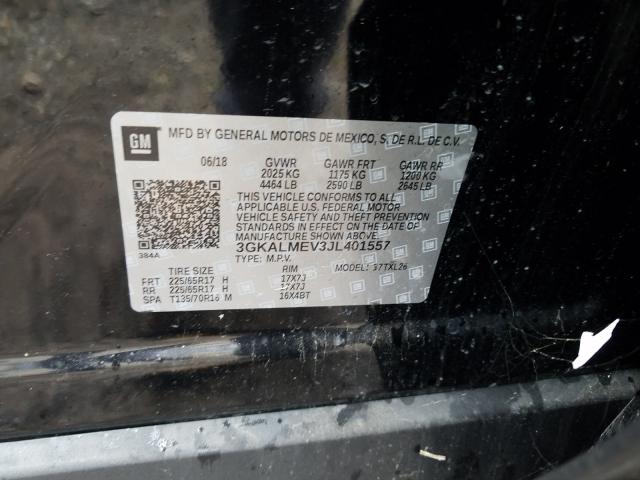 GM
MFD BY GENERAL MOTORS DE MEXICO, S. DE R.L. DE C.V.
06/18 GVWR GAWR FRT GAWR RR
2025 KG 1175 KG 1200 KG
4464 LB 2590 LB 2645 LB
THIS VEHICLE CONFORMS TO ALL
APPLICABLE U.S. FEDERAL MOTOR
VEHICLE SAFETY AND THEFT PREVENTION
STANDARDS IN EFFECT ON THE DATE OF
MANUFACTURE SHOWN ABOVE.
384A 3GKALMEV3JL401557
TYPE: M.P.V. MODEL: 37TXL26
TIRE SIZE RIM
FRT 225/65R17 H 17X7J
RR 225/65R17 H 17X7J
SPA T135/70R16 M 16X4BT